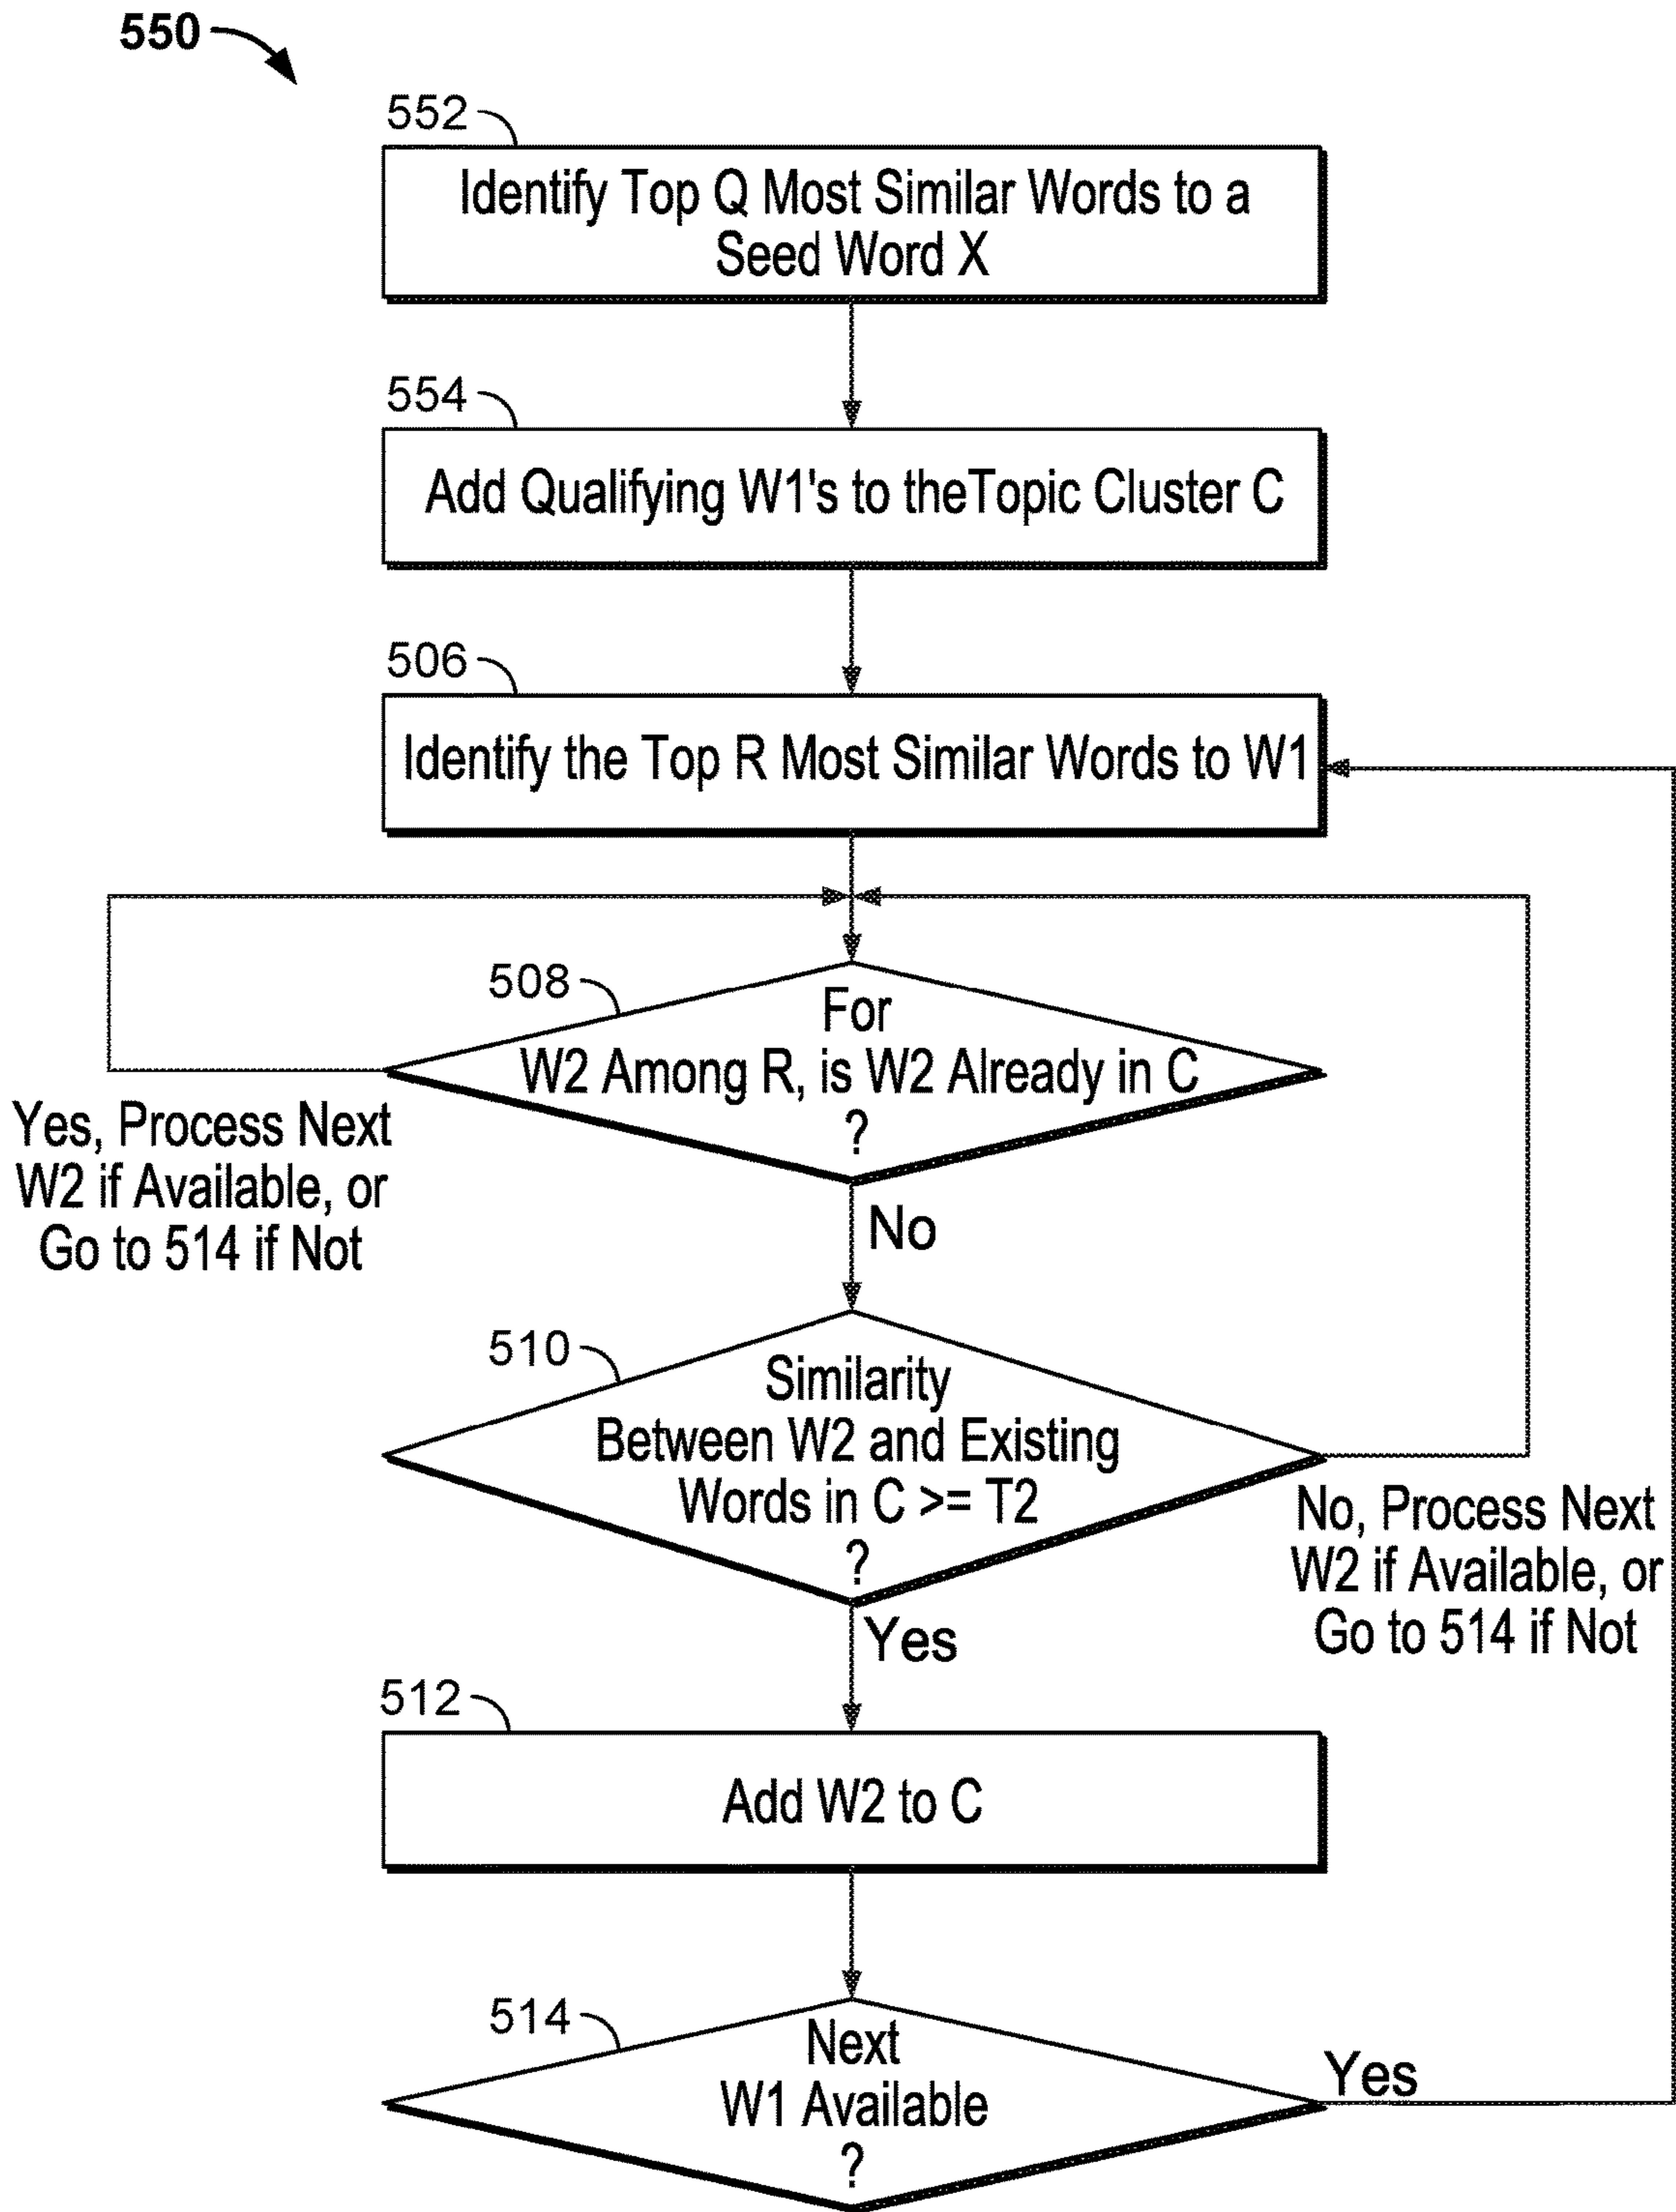 550
552
Identify Top Q Most Similar Words to a
Seed Word X
554
Add Qualifying W1's to theTopic Cluster C
506
Identify the Top R Most Similar Words to W1
508
For
W2 Among R, is W2 Already in C
?
Yes, Process Next
W2 if Available, or
Go to 514 if Not
No
510
Similarity
Between W2 and Existing
Words in C >= T2
?
No, Process Next
W2 if Available, or
Go to 514 if Not
Yes
512
Add W2 to C
514
Next
W1 Available
?
Yes